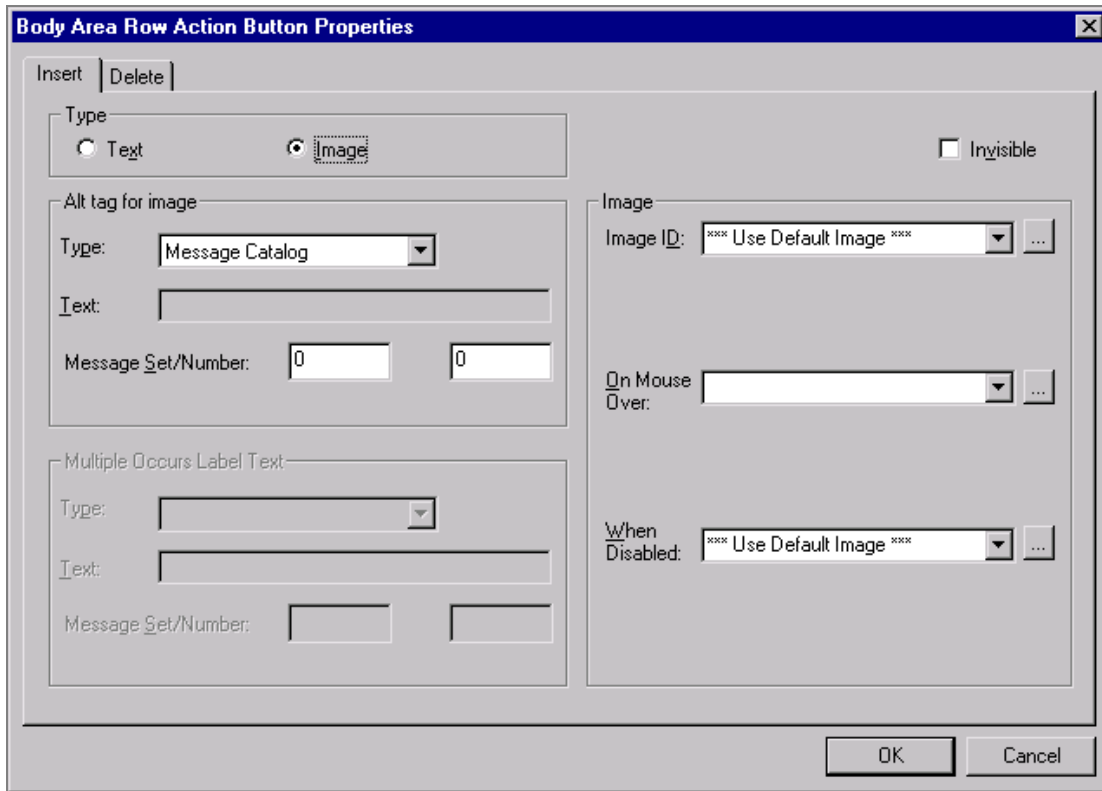 Body Area Row Action Button Properties
Insert
Delete
Type
Text
Image
Invisible
Alt tag for image
Type:
Message Catalog
Text:
Message Set/Number:
0
0
Multiple Occurs Label Text
Type:
Text:
Message Set/Number:
Image
Image ID:
*** Use Default Image ***
...
On Mouse
Over:
...
When
Disabled:
*** Use Default Image ***
...
OK
Cancel